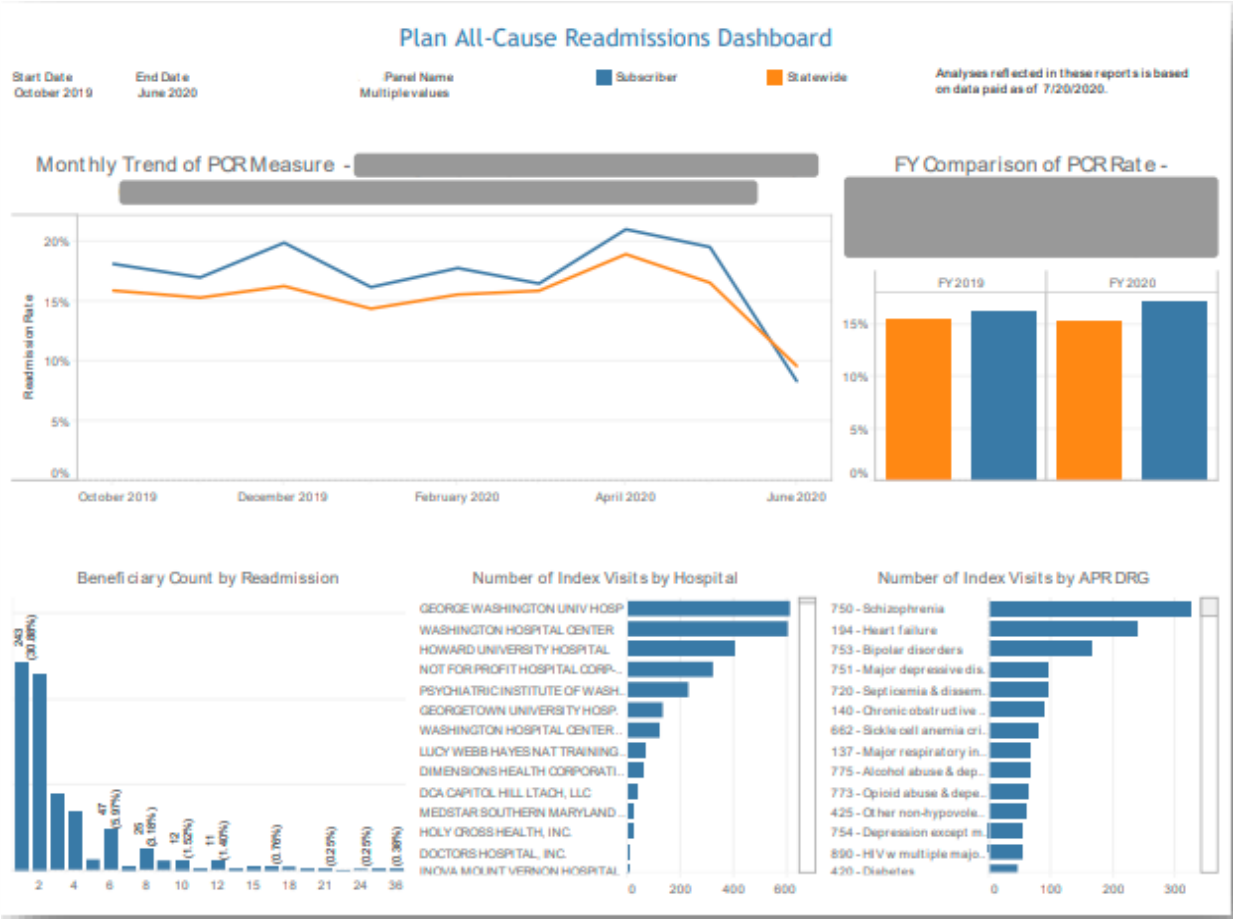 Plan All-Cause Readmissions Dashboard
Start Date
October 2019
End Date
June 2020
Panel Name
Multiple values
Subscriber
Statewide
Analyses reflected in these reports is based
on data paid as of 7/20/2020.
Monthly Trend of PCR Measure -
FY Comparison of PCR Rate -
Readmission Rate
20%
15%
10%
5%
0%
October 2019
December 2019
February 2020
April 2020
June 2020
FY 2019
FY 2020
15%
10%
5%
0%
Beneficiary Count by Readmission
243
(30.88%)
47
(5.97%)
25
(3.18%)
12
(1.52%)
11
(1.40%)
(0.76%)
(0.25%)
(0.25%)
(0.38%)
2 4 6 8 10 12 15 18 21 24 36
Number of Index Visits by Hospital
GEORGE WASHINGTON UNIV HOSP
WASHINGTON HOSPITAL CENTER
HOWARD UNIVERSITY HOSPITAL
NOT FOR PROFIT HOSPITAL CORP-..
PSYCHIATRIC INSTITUTE OF WASH..
GEORGETOWN UNIVERSITY HOSP.
WASHINGTON HOSPITAL CENTER..
LUCY WEBB HAYES NAT TRAINING..
DIMENSIONS HEALTH CORPORATI..
DCA CAPITOL HILL LTACH, LLC
MEDSTAR SOUTHERN MARYLAND ..
HOLY CROSS HEALTH, INC.
DOCTORS HOSPITAL, INC.
INOVA MOUNT VERNON HOSPITAL
0 200 400 600
Number of Index Visits by APR DRG
750 - Schizophrenia
194 - Heart failure
753 - Bipolar disorders
751 - Major depressive dis..
720 - Septicemia & dissem..
140 - Chronic obstructive ..
662 - Sickle cell anemia cri..
137 - Major respiratory in..
775 - Alcohol abuse & dep..
773 - Opioid abuse & depe..
425 - Other non-hypovole..
754 - Depression except m..
890 - HIV w multiple majo..
420 - Diabetes
0 100 200 300